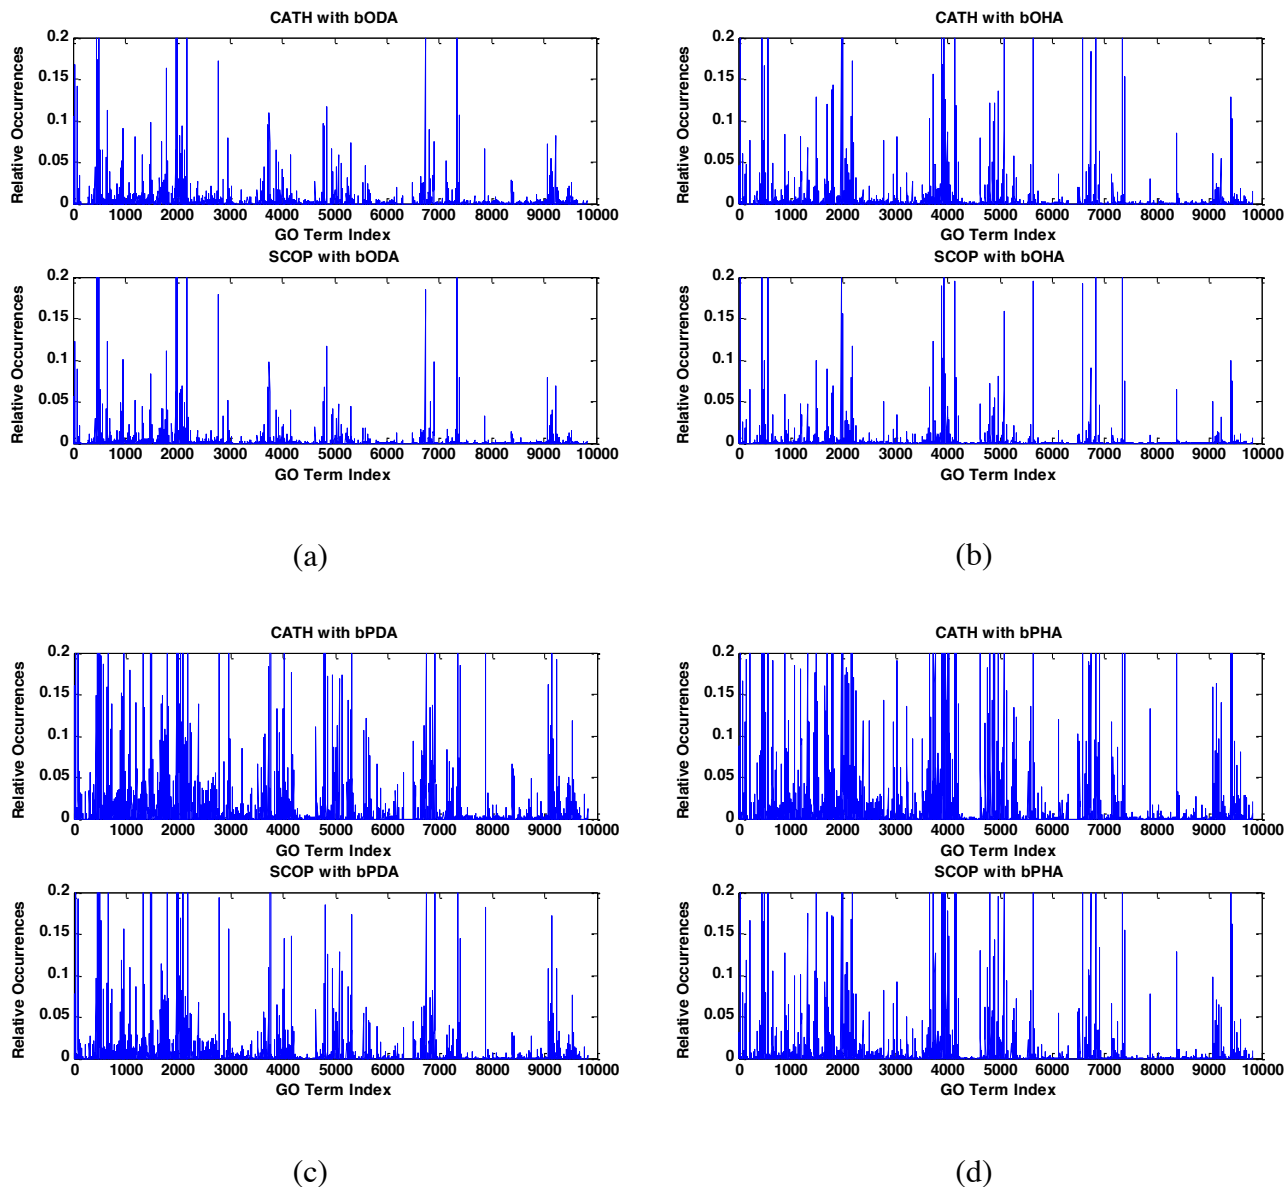 CATH with bODA
Relative Occurrences
0.2
0.15
0.1
0.05
0
0 1000 2000 3000 4000 5000 6000 7000 8000 9000 10000
GO Term Index
SCOP with bODA
Relative Occurrences
0.2
0.15
0.1
0.05
0
0 1000 2000 3000 4000 5000 6000 7000 8000 9000 10000
GO Term Index
(a)
CATH with bOHA
Relative Occurrences
0.2
0.15
0.1
0.05
0
0 1000 2000 3000 4000 5000 6000 7000 8000 9000 10000
GO Term Index
SCOP with bOHA
Relative Occurrences
0.2
0.15
0.1
0.05
0
0 1000 2000 3000 4000 5000 6000 7000 8000 9000 10000
GO Term Index
(b)
CATH with bPDA
Relative Occurrences
0.2
0.15
0.1
0.05
0
0 1000 2000 3000 4000 5000 6000 7000 8000 9000 10000
GO Term Index
SCOP with bPDA
Relative Occurrences
0.2
0.15
0.1
0.05
0
0 1000 2000 3000 4000 5000 6000 7000 8000 9000 10000
GO Term Index
(c)
CATH with bPHA
Relative Occurrences
0.2
0.15
0.1
0.05
0
0 1000 2000 3000 4000 5000 6000 7000 8000 9000 10000
GO Term Index
SCOP with bPHA
Relative Occurrences
0.2
0.15
0.1
0.05
0
0 1000 2000 3000 4000 5000 6000 7000 8000 9000 10000
GO Term Index
(d)